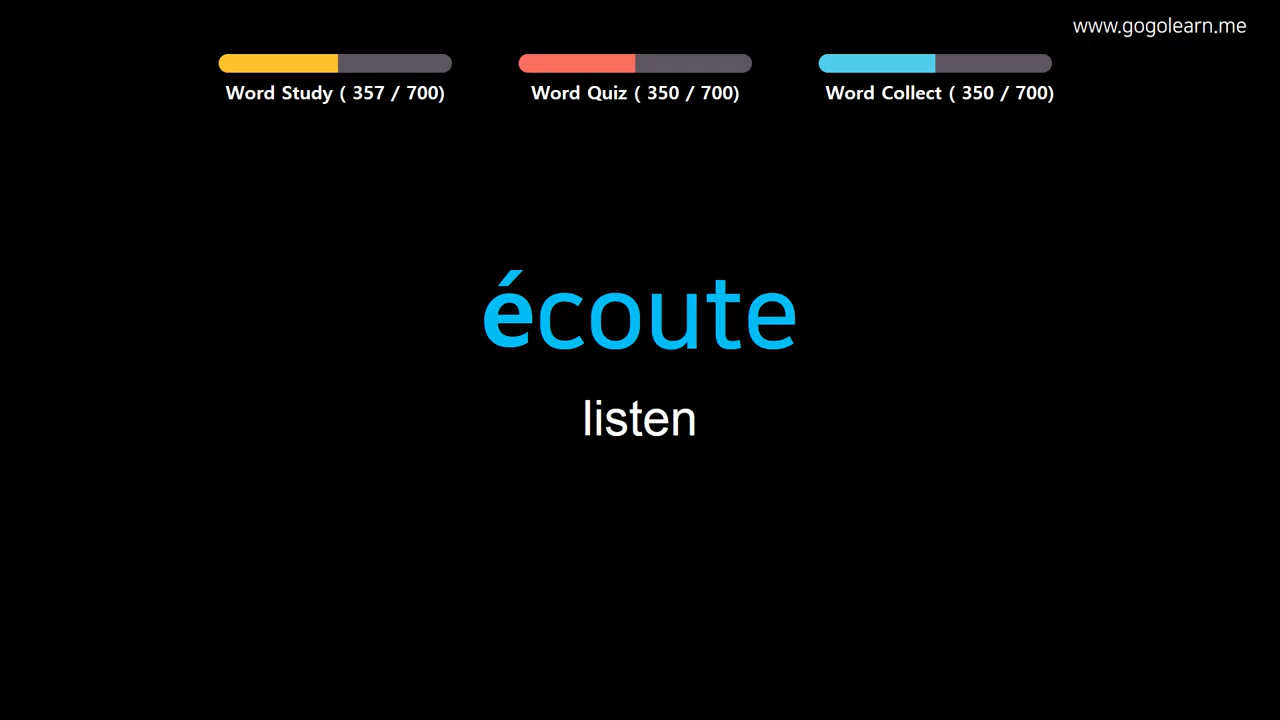 www.gogolearn.me
Word Study ( 357 / 700)
Word Quiz ( 350 / 700)
Word Collect ( 350 / 700)
écoute
listen